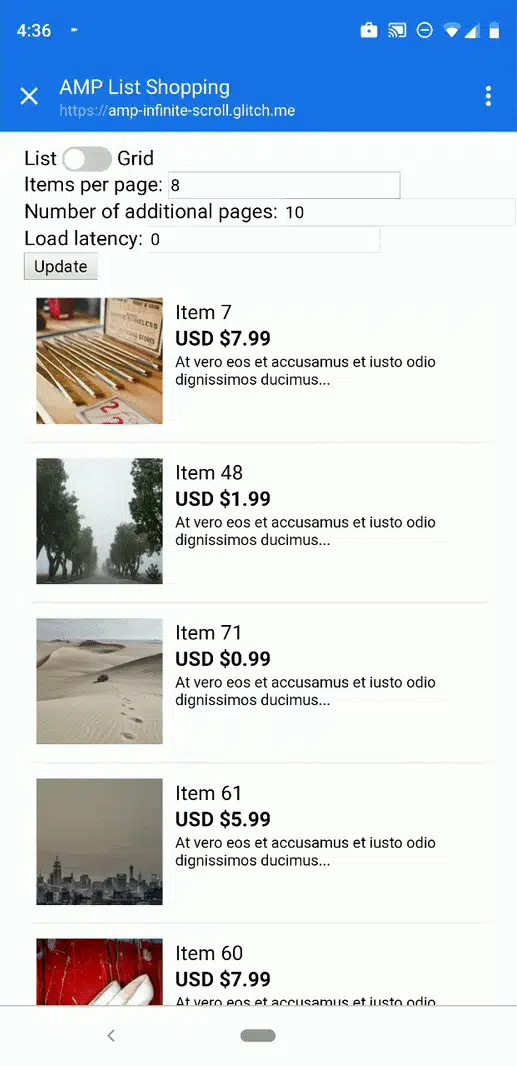 4:36
AMP List Shopping
https://amp-infinite-scroll.glitch.me
List Grid
Items per page: 8
Number of additional pages: 10
Load latency: 0
Update
Item 7
USD $7.99
At vero eos et accusamus et iusto odio
dignissimos ducimus...
Item 48
USD $1.99
At vero eos et accusamus et iusto odio
dignissimos ducimus...
Item 71
USD $0.99
At vero eos et accusamus et iusto odio
dignissimos ducimus...
Item 61
USD $5.99
At vero eos et accusamus et iusto odio
dignissimos ducimus...
Item 60
USD $7.99
At vero eos et accusamus et iusto odio